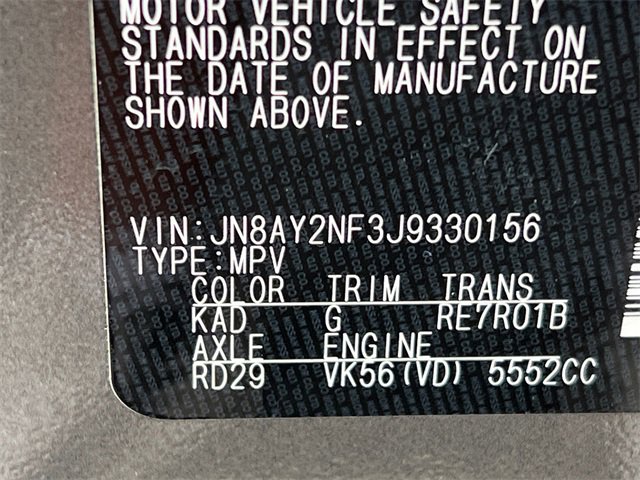 MOTOR VEHICLE SAFETY
STANDARDS IN EFFECT ON
THE DATE OF MANUFACTURE
SHOWN ABOVE.
VIN:JN8AY2NF3J9330156
TYPE:MPV
COLOR TRIM TRANS
KAD G RE7R01B
AXLE ENGINE
RD29 VK56(VD) 5552CC